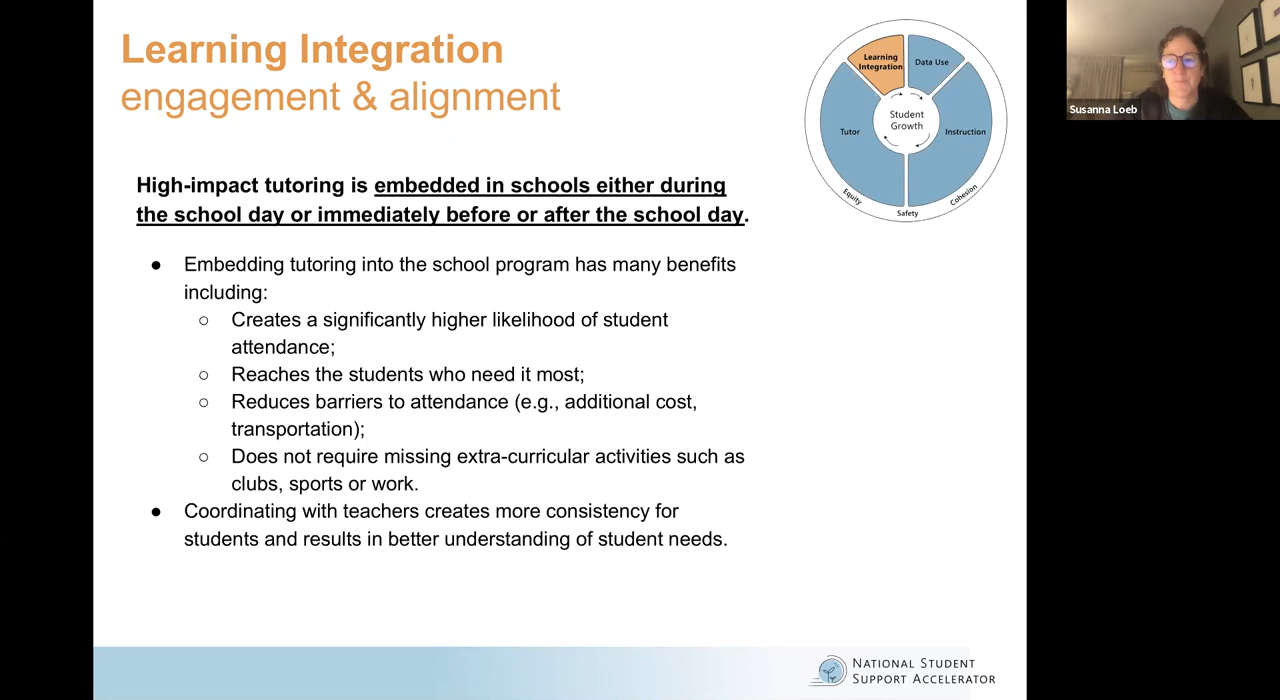 Learning Integration
engagement & alignment
High-impact tutoring is embedded in schools either during
the school day or immediately before or after the school day.
● Embedding tutoring into the school program has many benefits
including:
○ Creates a significantly higher likelihood of student
attendance;
○ Reaches the students who need it most;
○ Reduces barriers to attendance (e.g., additional cost,
transportation);
○ Does not require missing extra-curricular activities such as
clubs, sports or work.
● Coordinating with teachers creates more consistency for
students and results in better understanding of student needs.
Learning
Integration
Data Use
Tutor
Student
Growth
Instruction
Equity
Safety
Cohesion
Susanna Loeb
NATIONAL STUDENT
SUPPORT ACCELERATOR